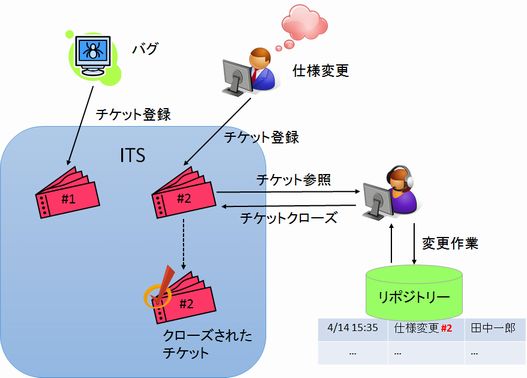 バグ
仕様変更
チケット登録
チケット登録
ITS
#1
#2
チケット参照
チケットクローズ
変更作業
#2
クローズされた
チケット
リポジトリー
4/14 15:35 仕様変更 #2 田中一郎
... ... ...